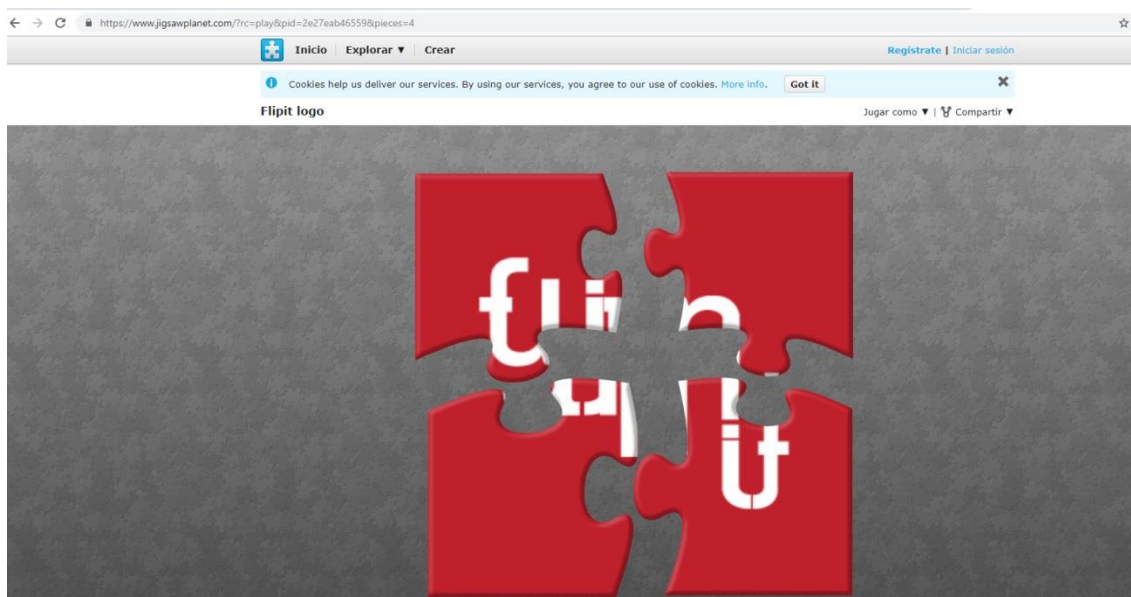 https://www.jigsawplanet.com/?rc=play&pid=2e27eab46559&pieces=4
Inicio Explorar ▼ Crear Regístrate | Iniciar sesión
Cookies help us deliver our services. By using our services, you agree to our use of cookies. More info. Got it
Flipit logo Jugar como ▼ | Compartir ▼
flip
it